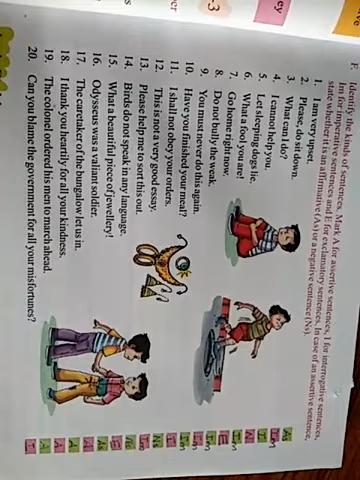 F. Identify the kind of sentences. Mark A for assertive sentences, I for interrogative sentences,
Im for imperative sentences and E for exclamatory sentences. In case of an assertive sentence,
state whether it is an affirmative (As) or a negative sentence (Ns).
1. I am very upset.
2. Please, do sit down.
3. What can I do?
4. I cannot help you.
5. Let sleeping dogs lie.
6. What a fool you are!
7. Go home right now.
8. Do not bully the weak.
9. You must never do this again.
10. Have you finished your meal?
11. I shall not obey your orders.
12. This is not a very good essay.
13. Please help me to sort this out.
14. Birds do not speak in any language.
15. What a beautiful piece of jewellery!
16. Odysseus was a valiant soldier.
17. The caretaker of the bungalow let us in.
18. I thank you heartily for all your kindness.
19. The colonel ordered his men to march ahead.
20. Can you blame the government for all your misfortunes?